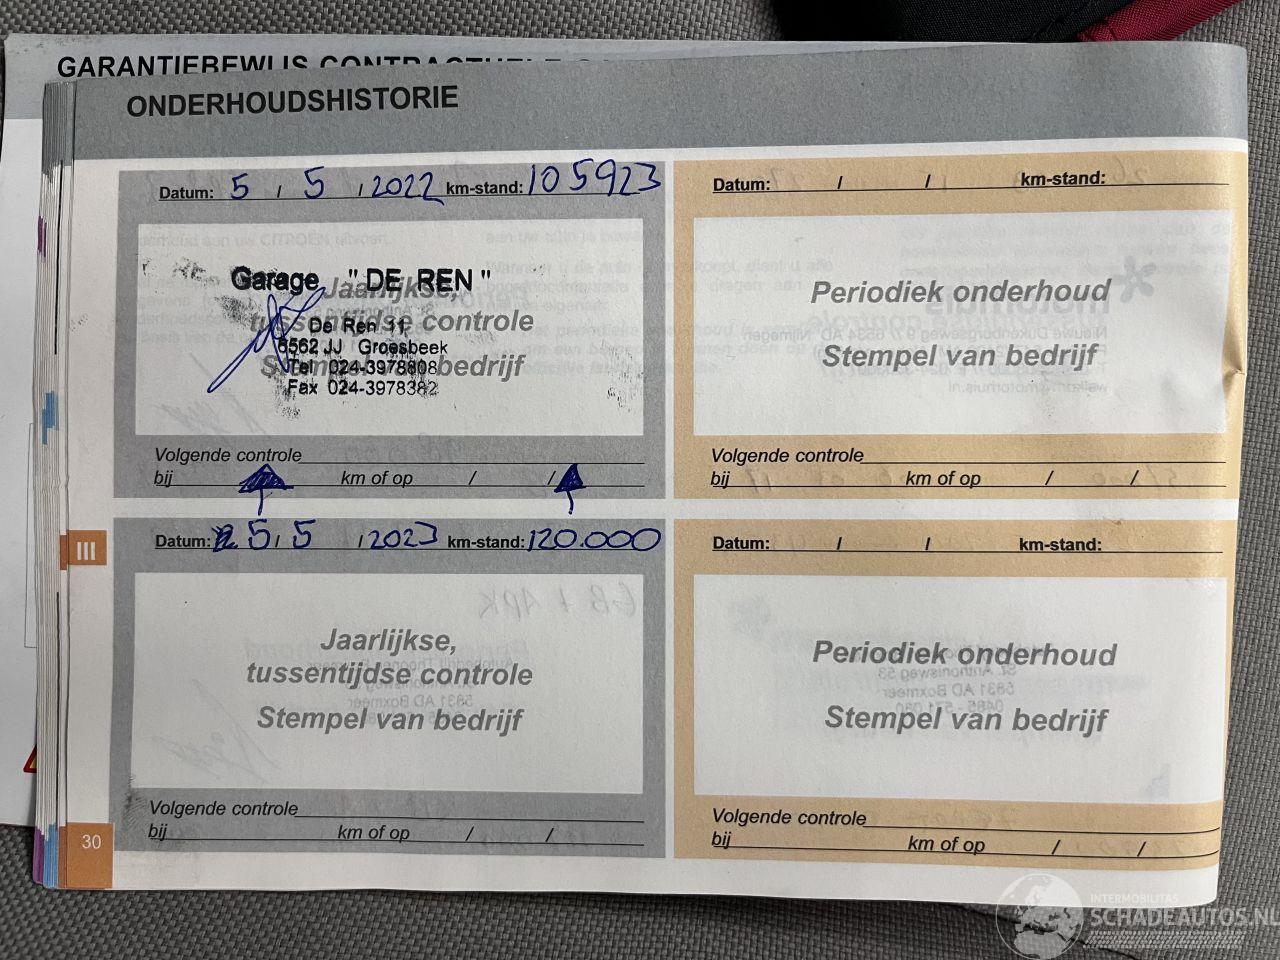 GARANTIEBEWIJS CONTRACTUELE
ONDERHOUDSHISTORIE
Datum: 5 / 5 / 2022 km-stand: 105923
Garage "DE REN"
Jaarlijkse,
De Ren 11
tussentijdse controle
6562 JJ Groesbeek
Tel 024-3978808
Stempel van bedrijf
Fax 024-3978382
Volgende controle
bij km of op / /
Datum: / / km-stand:
Periodiek onderhoud
Stempel van bedrijf
Volgende controle
bij km of op / /
III
Datum: 5 / 5 / 2023 km-stand: 120.000
Jaarlijkse,
tussentijdse controle
Stempel van bedrijf
Volgende controle
bij km of op / /
Datum: / / km-stand:
Periodiek onderhoud
Stempel van bedrijf
Volgende controle
bij km of op / /
30
INTERMOBILITAS
SCHADEAUTOS.NL